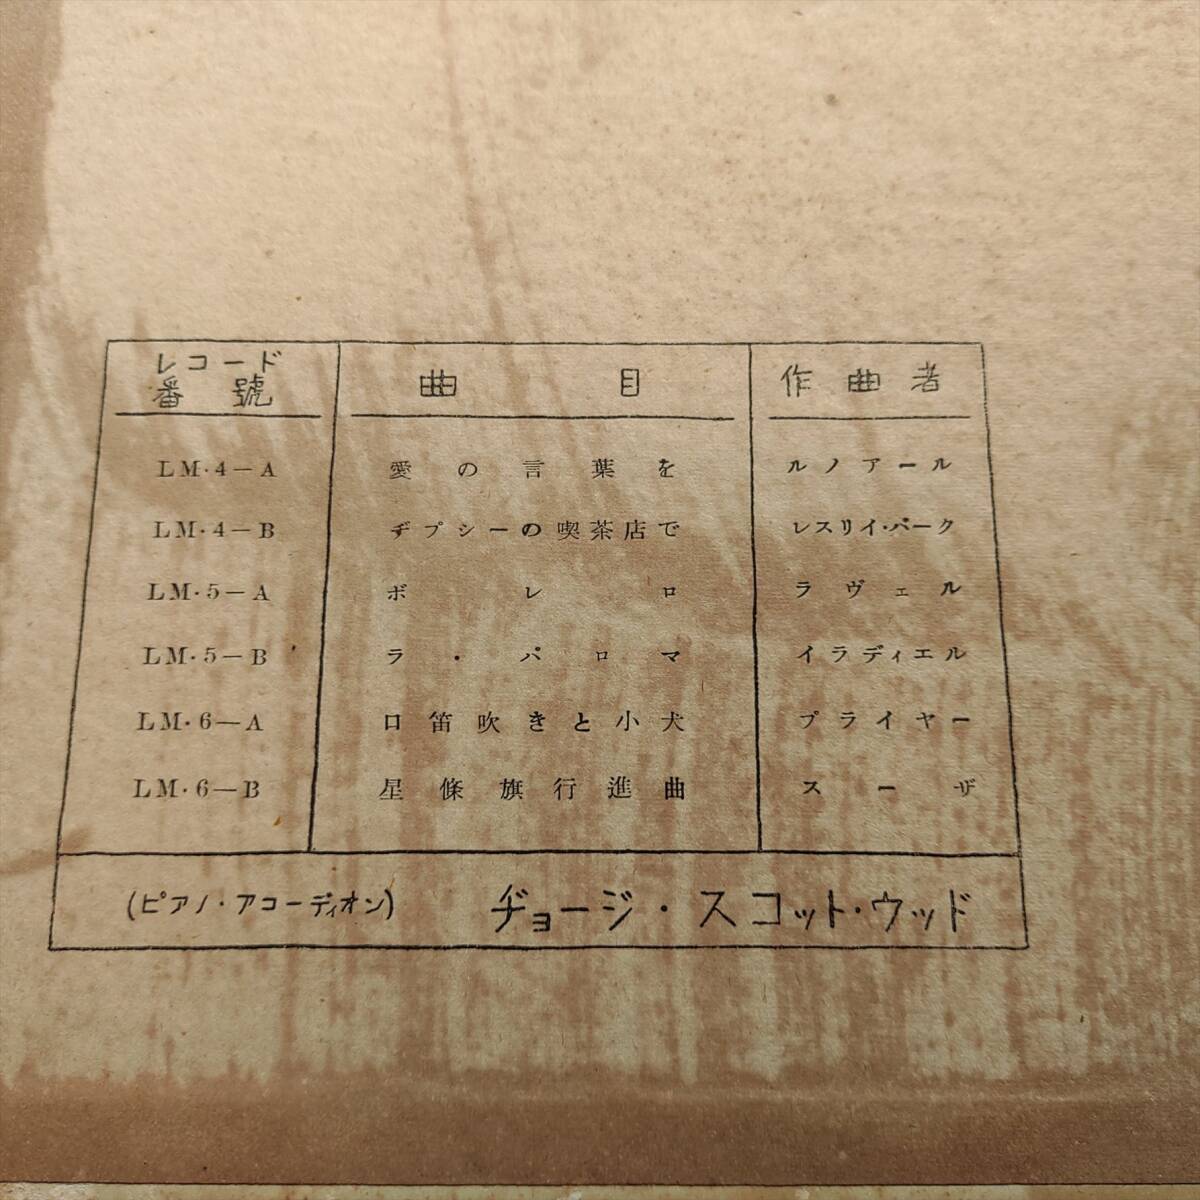 レコード番號 曲目 作曲者
LM・4－A 愛の言葉を ルノアール
LM・4－B ヂプシーの喫茶店で レスリイ・パーク
LM・5－A ボレロ ラヴェル
LM・5－B ラ・パロマ イラディエル
LM・6－A 口笛吹きと小犬 プライヤー
LM・6－B 星條旗行進曲 スーザ
(ピアノ・アコーディオン) ヂョージ・スコット・ウッド